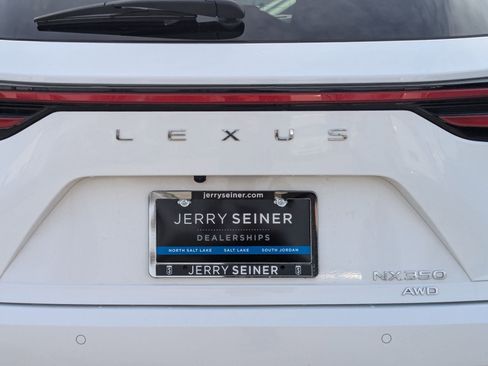 LEXUS
jerryseiner.com
JERRY SEINER
DEALERSHIPS
NORTH SALT LAKE SALT LAKE SOUTH JORDAN
JERRY SEINER
NX350
AWD